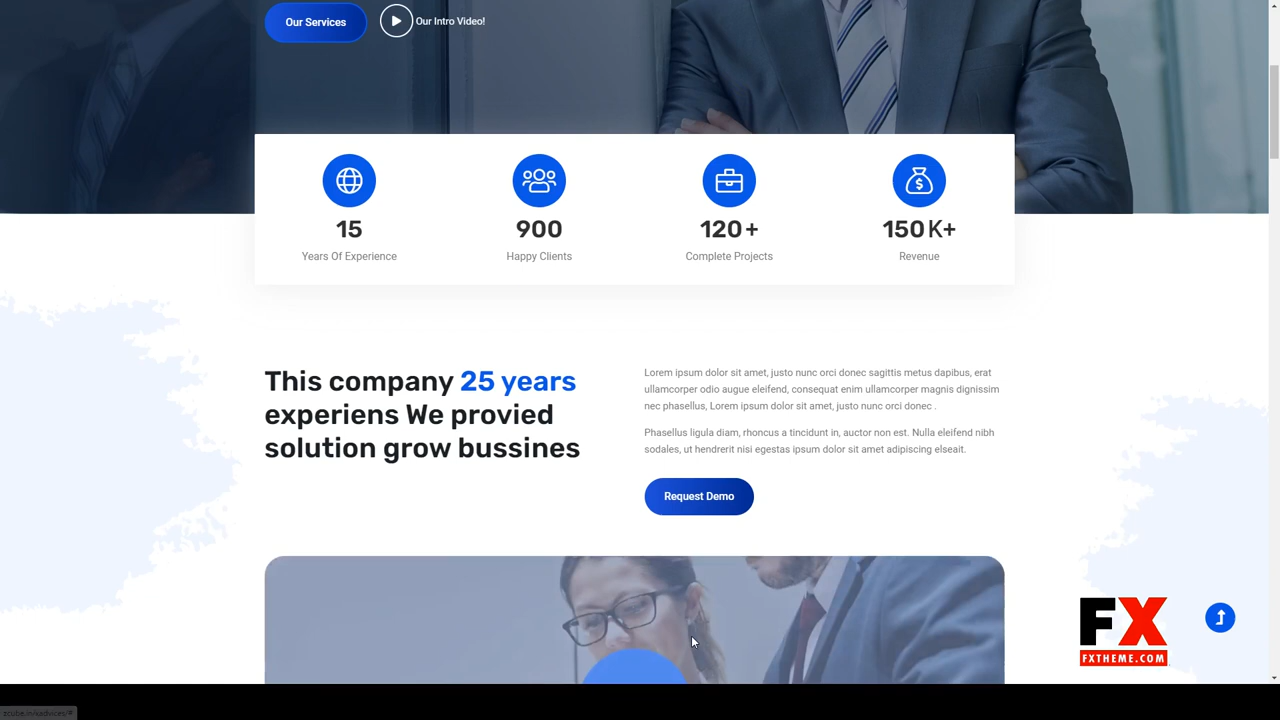 Our Services
Our Intro Video!
15
900
120 +
150 K+
Years Of Experience
Happy Clients
Complete Projects
Revenue
This company 25 years
experiens We provied
solution grow bussines
Lorem ipsum dolor sit amet, justo nunc orci donec sagittis metus dapibus, erat
ullamcorper odio augue eleifend, consequat enim ullamcorper magnis dignissim
nec phasellus, Lorem ipsum dolor sit amet, justo nunc orci donec .
Phasellus ligula diam, rhoncus a tincidunt in, auctor non est. Nulla eleifend nibh
sodales, ut hendrerit nisi egestas ipsum dolor sit amet adipiscing elseait.
Request Demo
FX
FXTHEME.COM